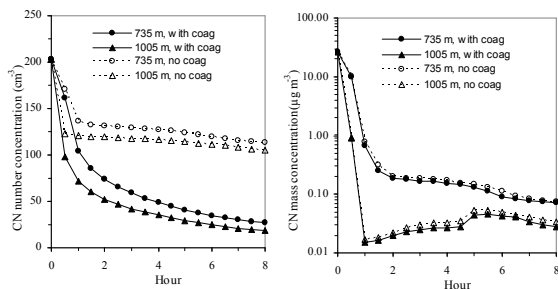 CN number concentration (cm-3)
250
200
150
100
50
0
735 m, with coag
1005 m, with coag
735 m, no coag
1005 m, no coag
0 2 4 6 8
Hour
CN mass concentration (µg m-3)
100.00
10.00
1.00
0.10
0.01
735 m, with coag
1005 m, with coag
735 m, no coag
1005 m, no coag
0 2 4 6 8
Hour